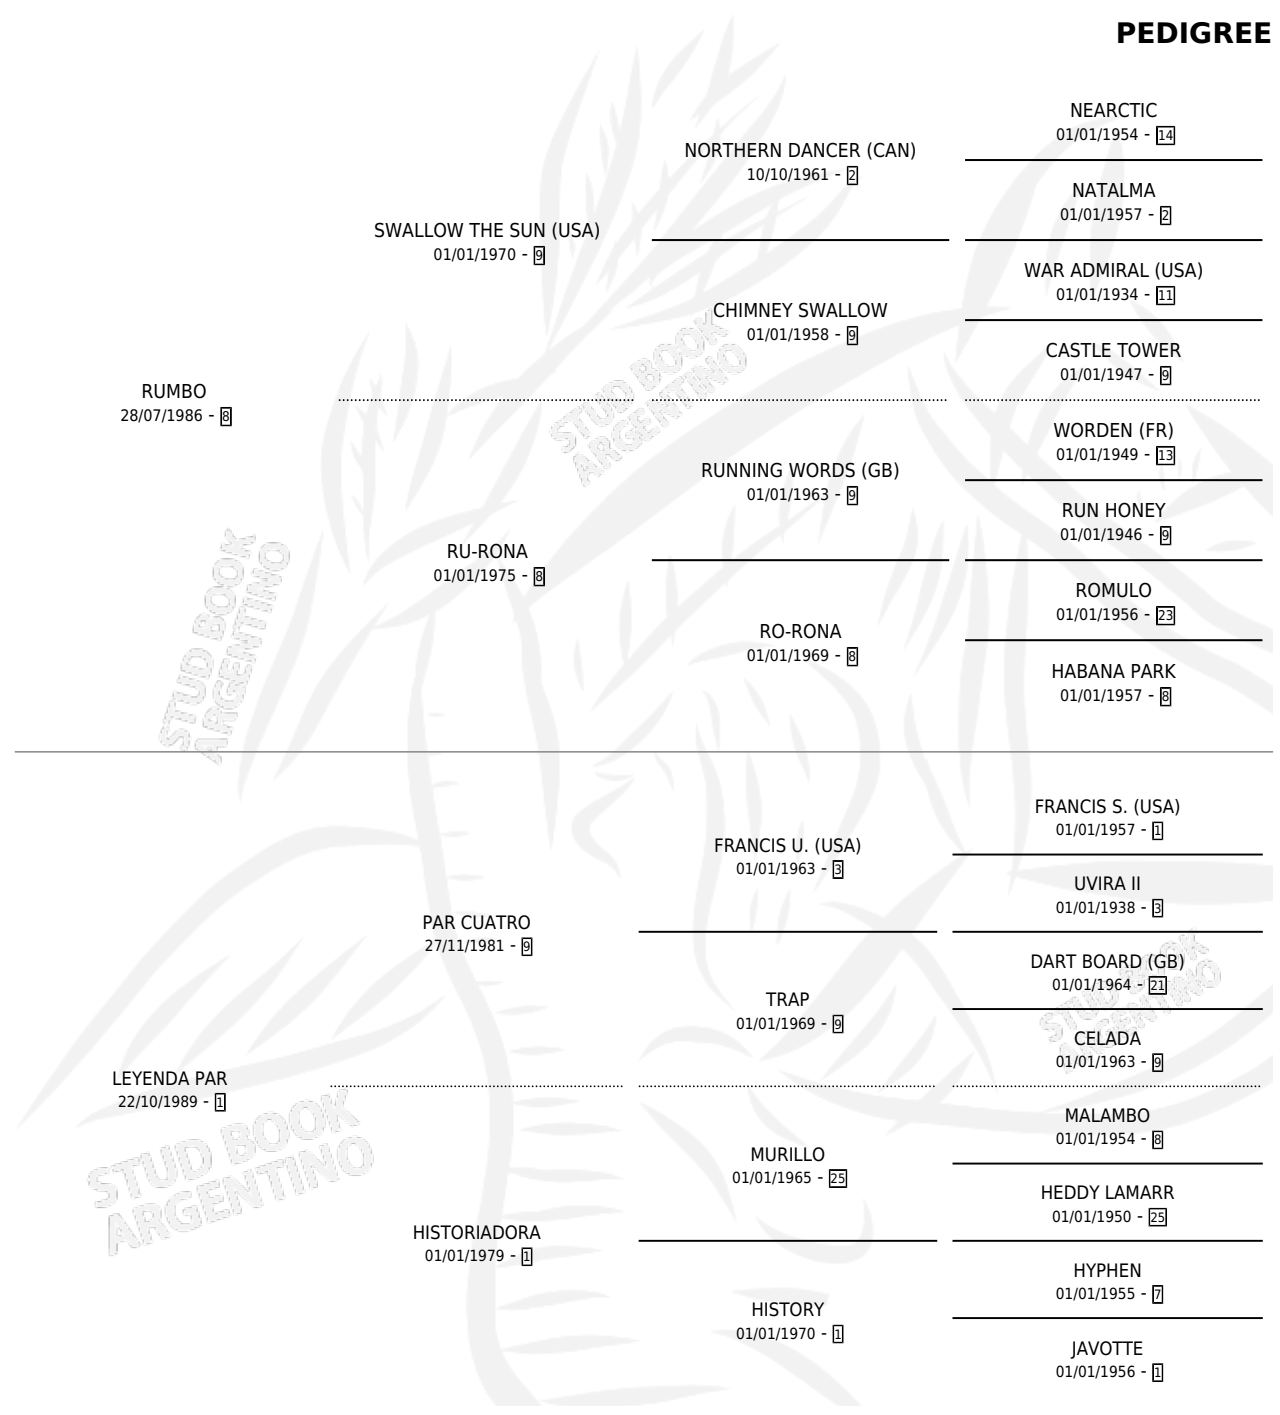 PEDIGREE
NEARCTIC
01/01/1954 - 14
NORTHERN DANCER (CAN)
10/10/1961 - 2
NATALMA
01/01/1957 - 2
SWALLOW THE SUN (USA)
01/01/1970 - 9
WAR ADMIRAL (USA)
01/01/1934 - 11
CHIMNEY SWALLOW
01/01/1958 - 9
CASTLE TOWER
01/01/1947 - 9
RUMBO
28/07/1986 - 8
WORDEN (FR)
01/01/1949 - 13
RUNNING WORDS (GB)
01/01/1963 - 9
RUN HONEY
01/01/1946 - 9
RU-RONA
01/01/1975 - 8
ROMULO
01/01/1956 - 23
RO-RONA
01/01/1969 - 8
HABANA PARK
01/01/1957 - 8
FRANCIS S. (USA)
01/01/1957 - 1
FRANCIS U. (USA)
01/01/1963 - 3
UVIRA II
01/01/1938 - 3
PAR CUATRO
27/11/1981 - 9
DART BOARD (GB)
01/01/1964 - 21
TRAP
01/01/1969 - 9
CELADA
01/01/1963 - 9
LEYENDA PAR
22/10/1989 - 1
MALAMBO
01/01/1954 - 8
MURILLO
01/01/1965 - 25
HEDDY LAMARR
01/01/1950 - 25
HISTORIADORA
01/01/1979 - 1
HYPHEN
01/01/1955 - 7
HISTORY
01/01/1970 - 1
JAVOTTE
01/01/1956 - 1
STUD BOOK
ARGENTINO
STUD BOOK
ARGENTINO
STUD BOOK
ARGENTINO
STUD BOOK
ARGENTINO